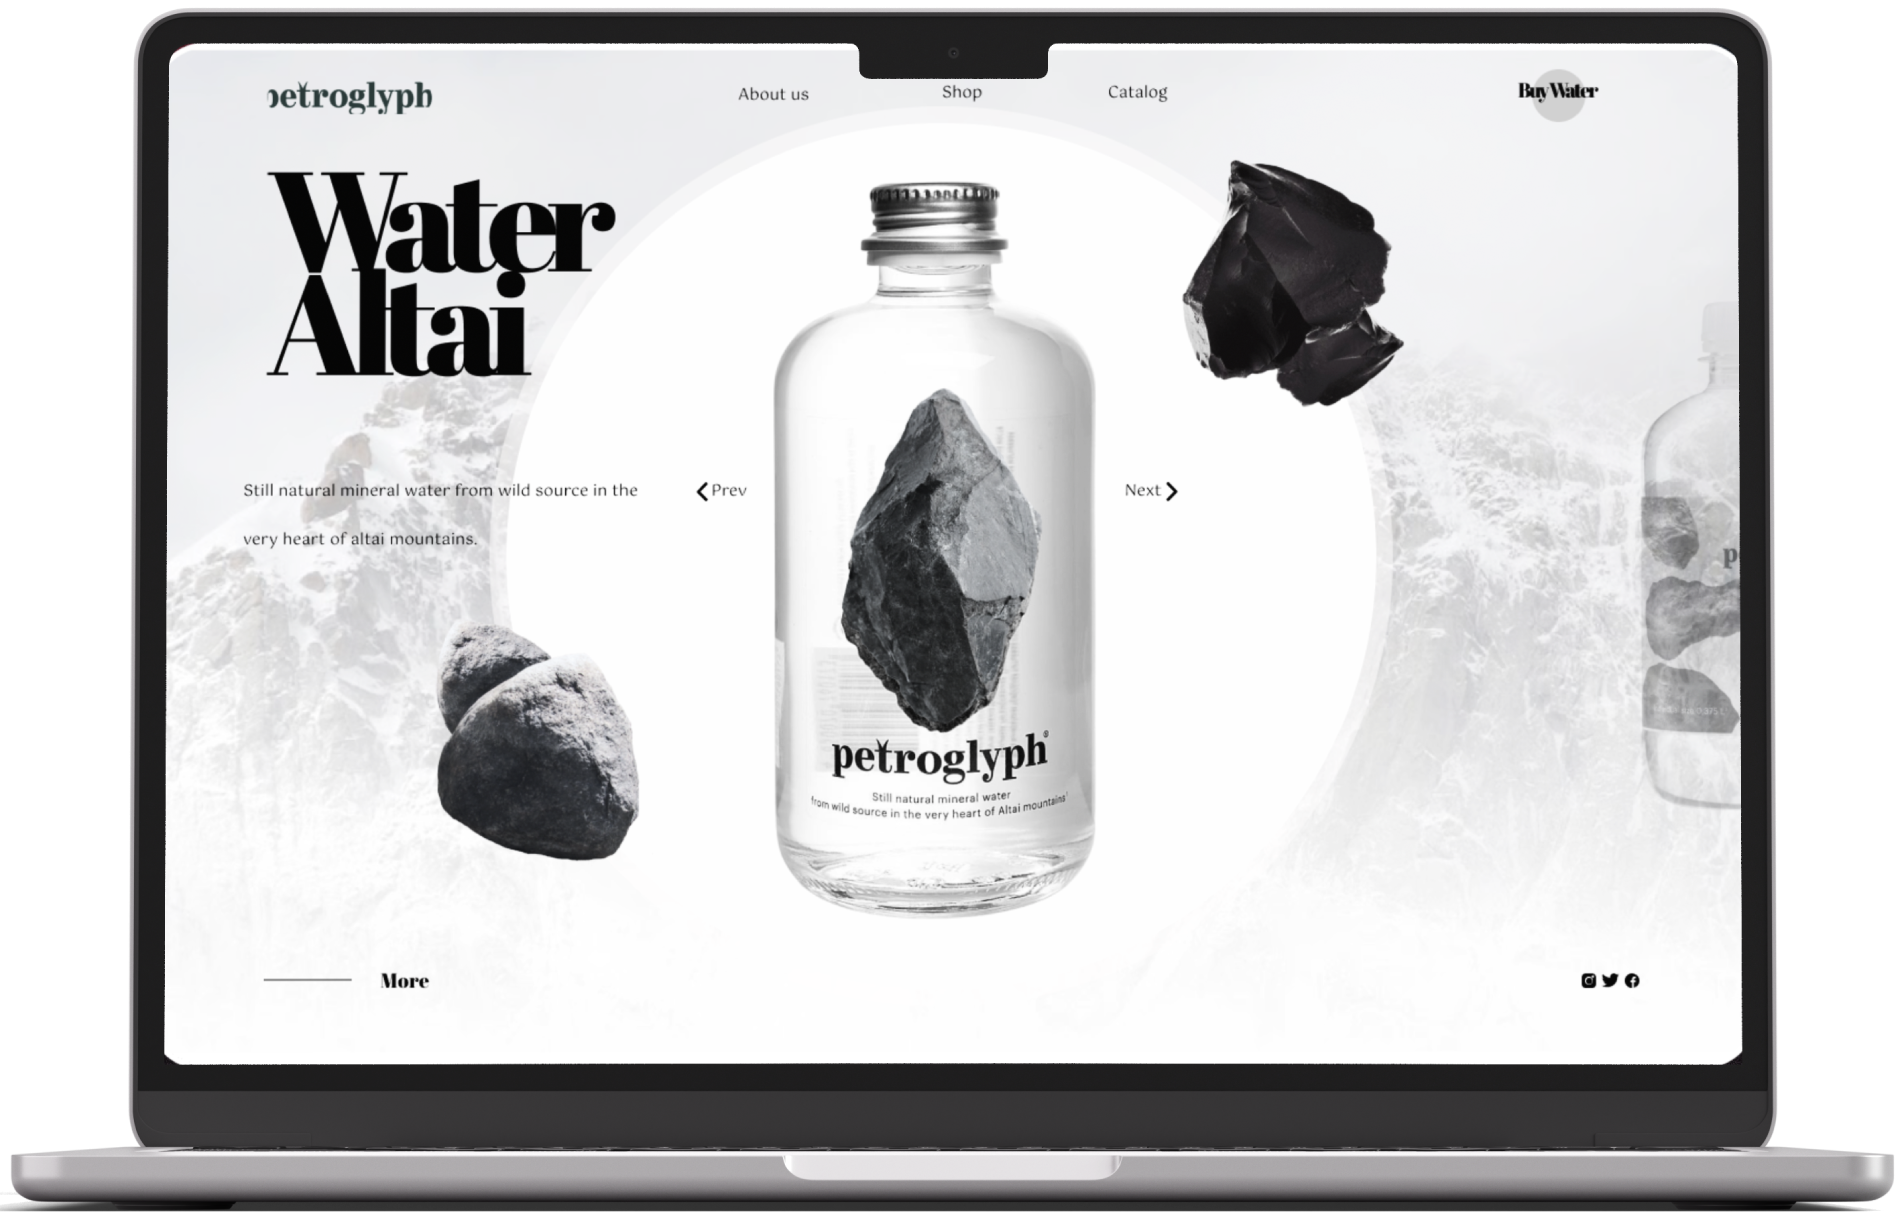 petroglyph
About us
Shop
Catalog
Buy Water
Water
Altai
Still natural mineral water from wild source in the
very heart of altai mountains.
Prev
Next
petroglyph®
Still natural mineral water
from wild source in the very heart of Altai mountains
More